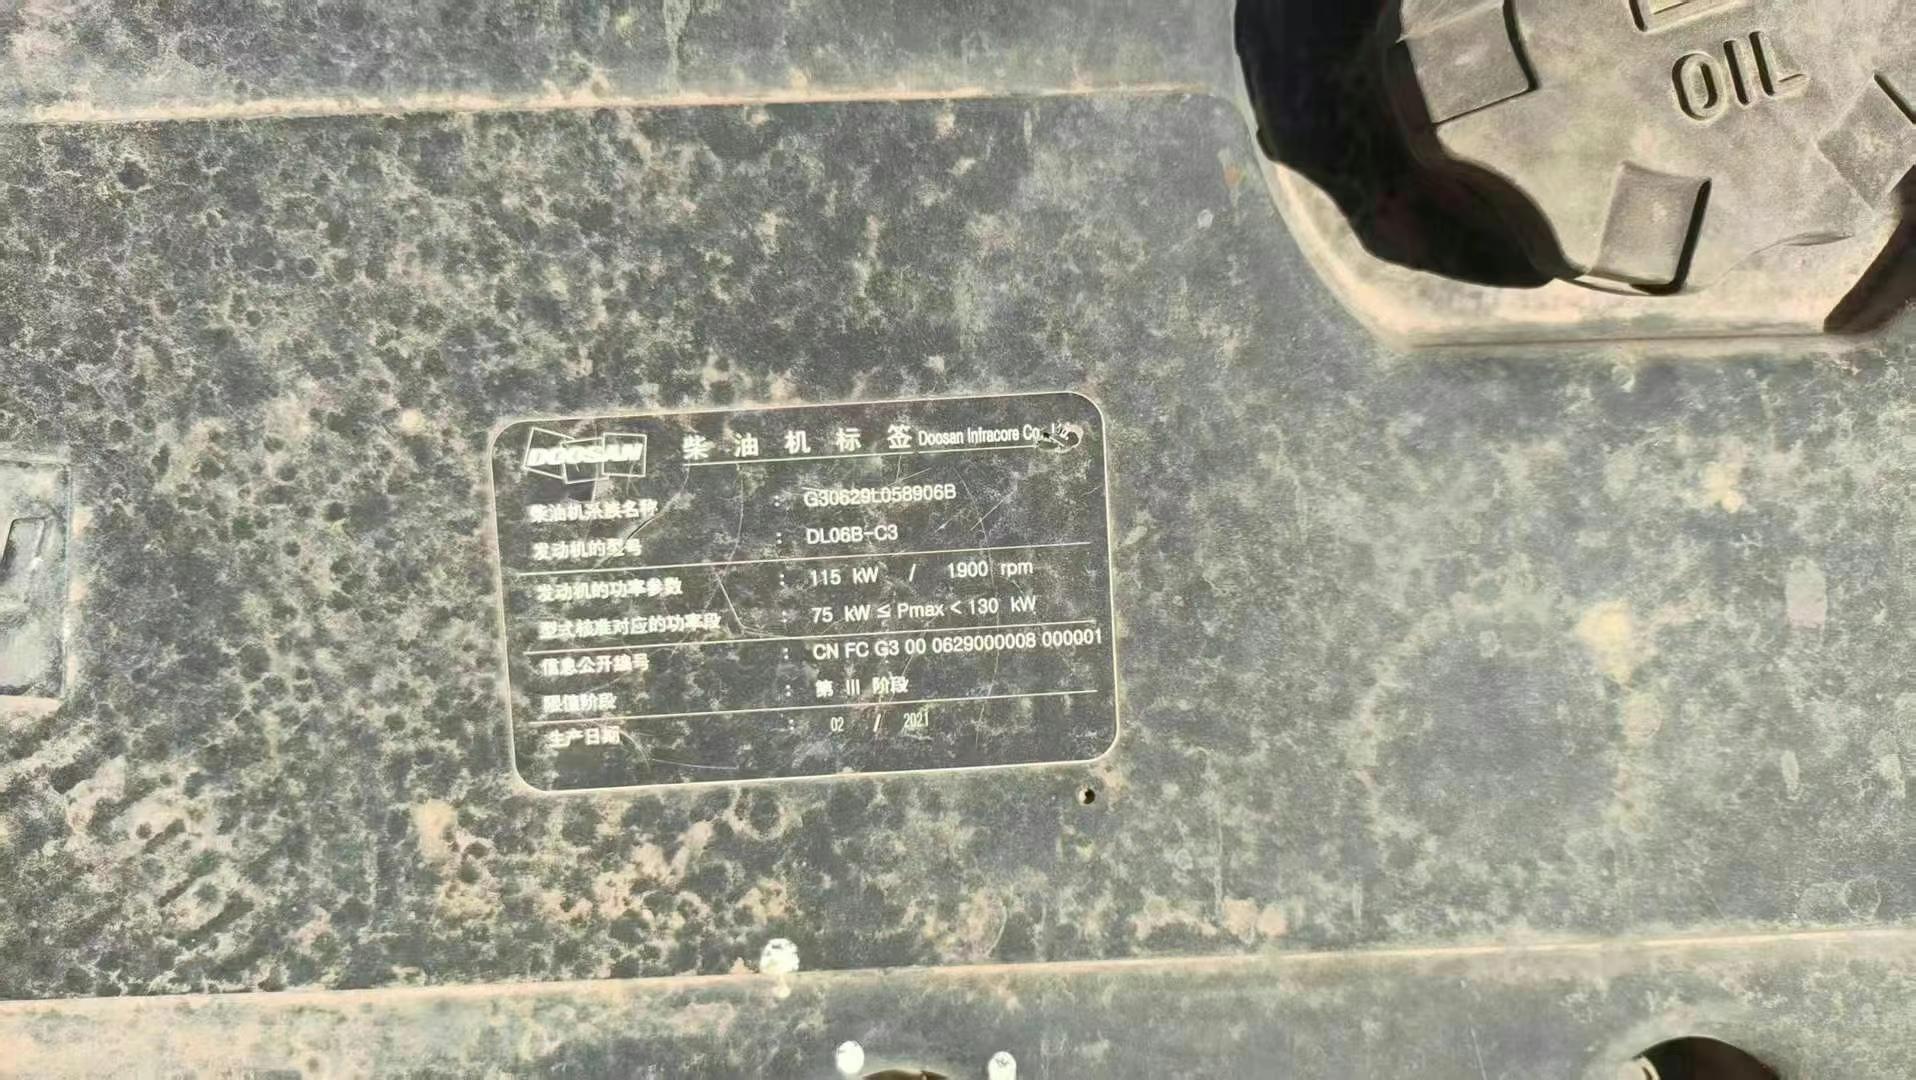 OIL
DOOSAN 柴油机标签 Doosan Infracore Co., Ltd.
柴油机系族名称 : G30629L058906B
发动机的型号 : DL06B-C3
发动机的功率参数 : 115 kW / 1900 rpm
型式核准对应的功率段 : 75 kW ≤ Pmax < 130 kW
信息公开编号 : CN FC G3 00 0629000008 000001
限值阶段 : 第 III 阶段
生产日期 : 02 / 2021